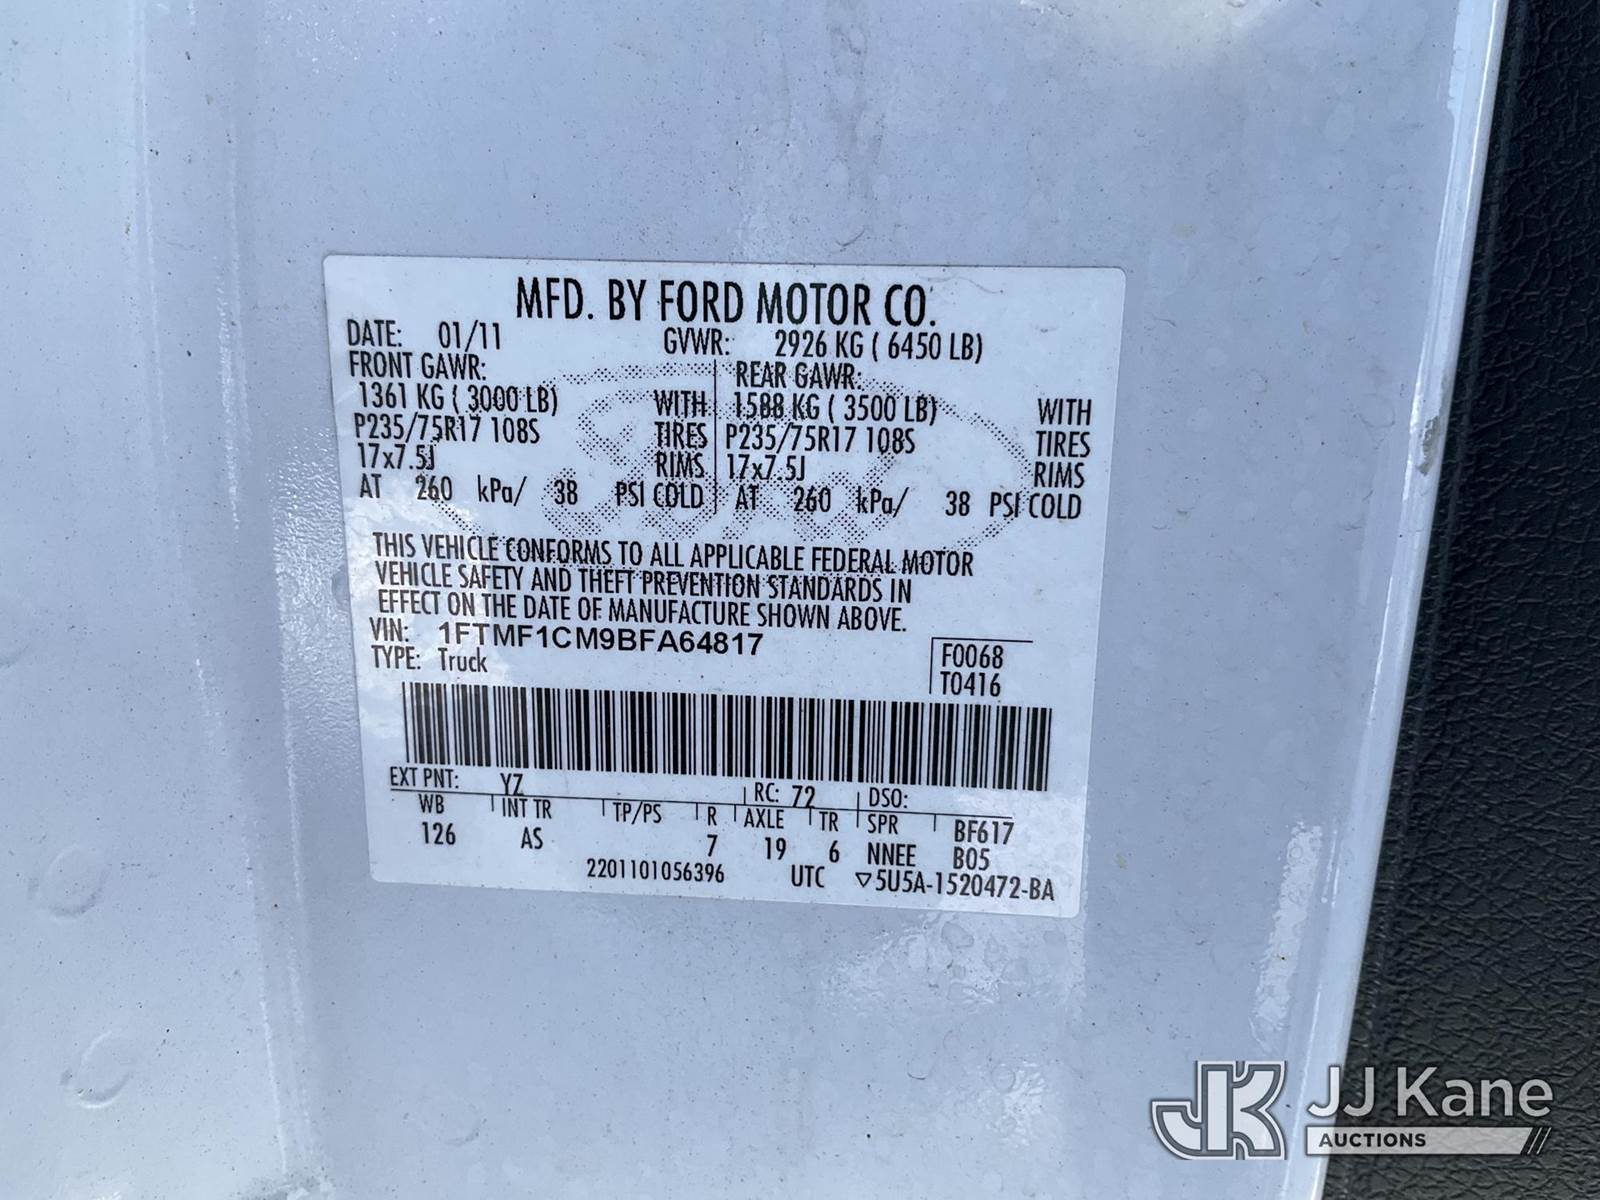 MFD. BY FORD MOTOR CO.
DATE: 01/11 GVWR: 2926 KG ( 6450 LB)
FRONT GAWR: REAR GAWR:
1361 KG ( 3000 LB) WITH 1588 KG ( 3500 LB) WITH
P235/75R17 108S TIRES P235/75R17 108S TIRES
17x7.5J RIMS 17x7.5J RIMS
AT 260 kPa/ 38 PSI COLD AT 260 kPa/ 38 PSI COLD
THIS VEHICLE CONFORMS TO ALL APPLICABLE FEDERAL MOTOR
VEHICLE SAFETY AND THEFT PREVENTION STANDARDS IN
EFFECT ON THE DATE OF MANUFACTURE SHOWN ABOVE.
VIN: 1FTMF1CM9BFA64817
TYPE: Truck
F0068
T0416
EXT PNT: YZ RC: 72 DSO:
WB INT TR TP/PS R AXLE TR SPR BF617
126 AS 7 19 6 NNEE B05
2201101056396 UTC ▽5U5A-1520472-BA
JK JJ Kane
AUCTIONS